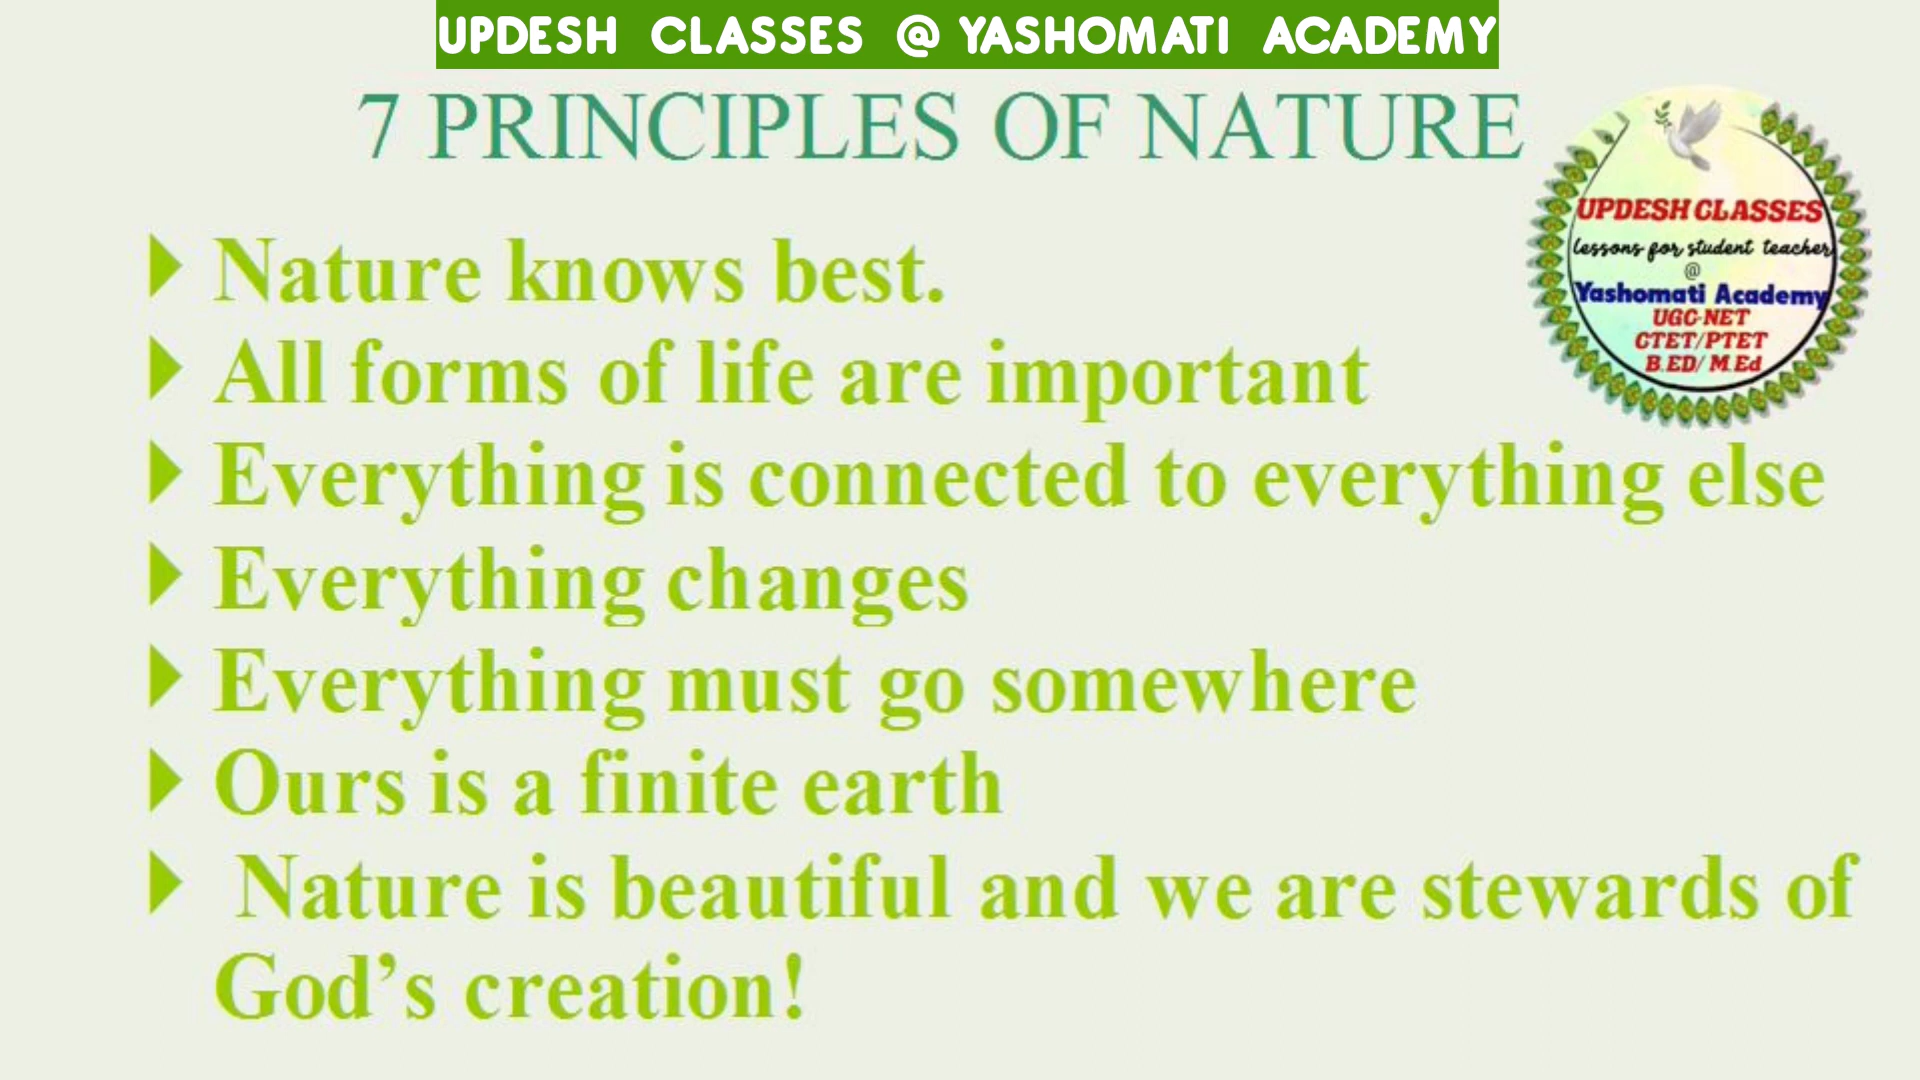 UPDESH CLASSES @ YASHOMATI ACADEMY
7 PRINCIPLES OF NATURE
UPDESH CLASSES
lessons for student teacher
@
Yashomati Academy
UGC-NET
CTET/PTET
B.ED/ M.Ed
Nature knows best.
All forms of life are important
Everything is connected to everything else
Everything changes
Everything must go somewhere
Ours is a finite earth
Nature is beautiful and we are stewards of
God’s creation!